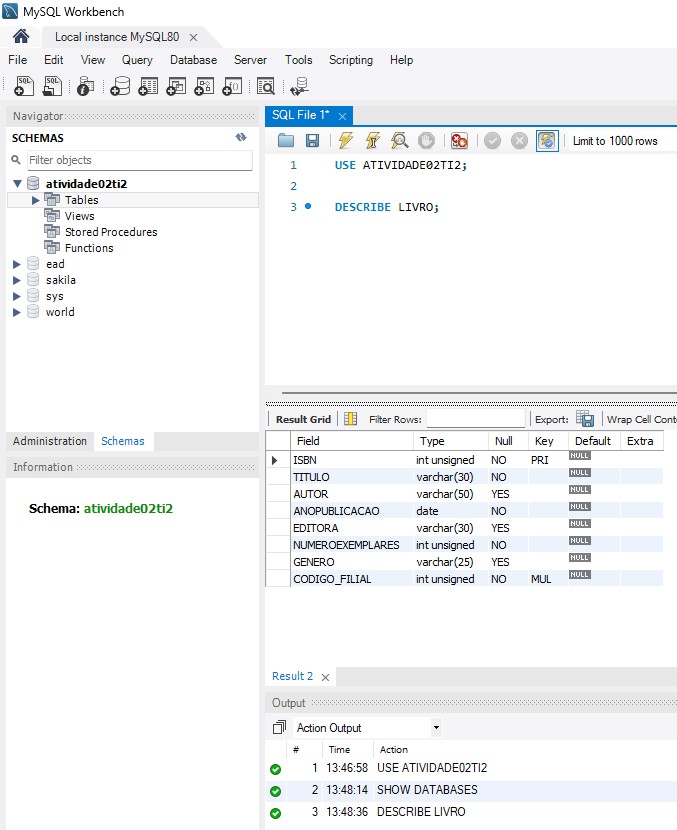 MySQL Workbench
Local instance MySQL80
File Edit View Query Database Server Tools Scripting Help
Navigator
SCHEMAS
Filter objects
atividade02ti2
Tables
Views
Stored Procedures
Functions
ead
sakila
sys
world
Administration Schemas
Information
Schema: atividade02ti2
SQL File 1*
Limit to 1000 rows
1 USE ATIVIDADE02TI2;
2
3 DESCRIBE LIVRO;
Result Grid Filter Rows: Export: Wrap Cell Conte
Field Type Null Key Default Extra
ISBN int unsigned NO PRI NULL
TITULO varchar(30) NO NULL
AUTOR varchar(50) YES NULL
ANOPUBLICACAO date NO NULL
EDITORA varchar(30) YES NULL
NUMEROEXEMPLARES int unsigned NO NULL
GENERO varchar(25) YES NULL
CODIGO_FILIAL int unsigned NO MUL NULL
Result 2
Output
Action Output
# Time Action
1 13:46:58 USE ATIVIDADE02TI2
2 13:48:14 SHOW DATABASES
3 13:48:36 DESCRIBE LIVRO